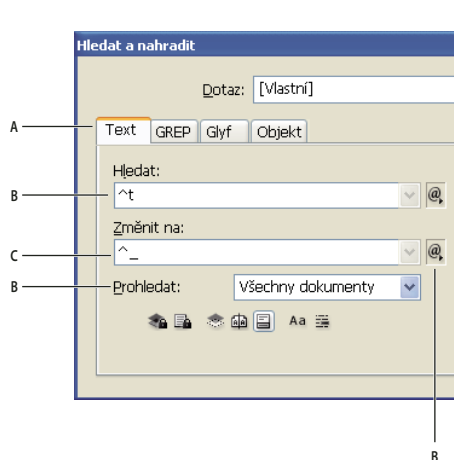 Hledat a nahradit
Dotaz: [Vlastní]
A
Text GREP Glyf Objekt
Hledat:
B ^t @
Změnit na:
C ^_ @
B Prohledat: Všechny dokumenty
Aa
B